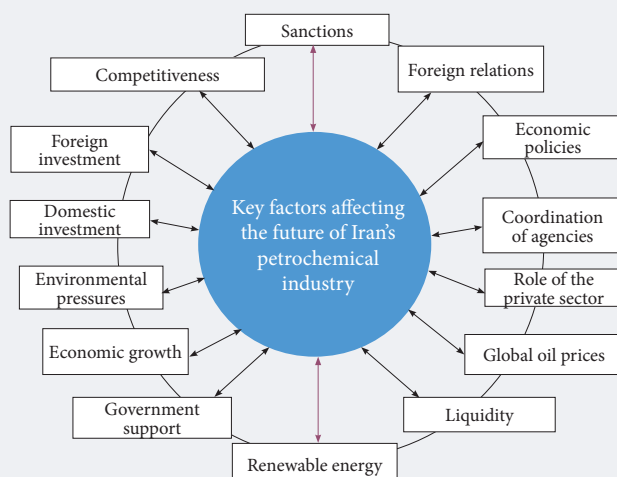 Sanctions
Foreign relations
Competitiveness
Economic
policies
Foreign
investment
Key factors affecting
the future of Iran's
petrochemical
industry
Domestic
investment
Coordination
of agencies
Environmental
pressures
Role of the
private sector
Economic growth
Global oil prices
Government
support
Liquidity
Renewable energy